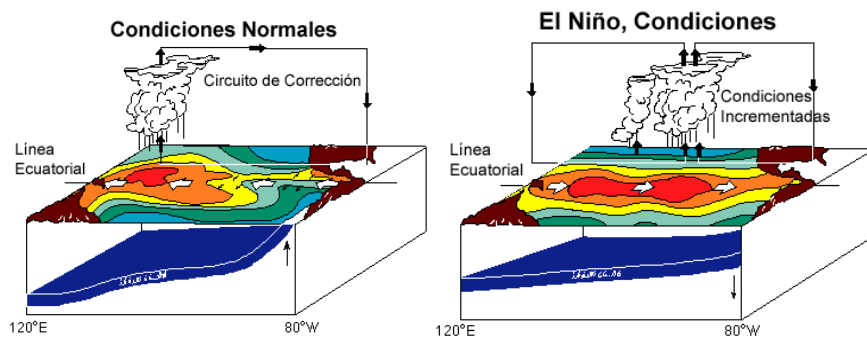 Condiciones Normales
Circuito de Corrección
Línea
Ecuatorial
120°E
80°W
El Niño, Condiciones
Condiciones
Incrementadas
Línea
Ecuatorial
120°E
80°W